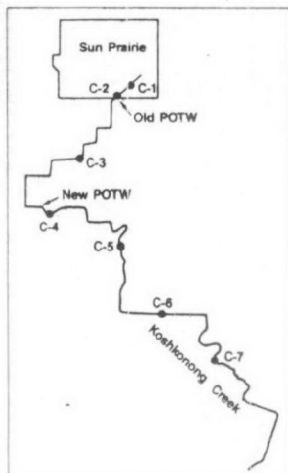 Sun Prairie
C-2
C-1
Old POTW
C-3
New POTW
C-4
C-5
C-6
C-7
Koshkonong Creek